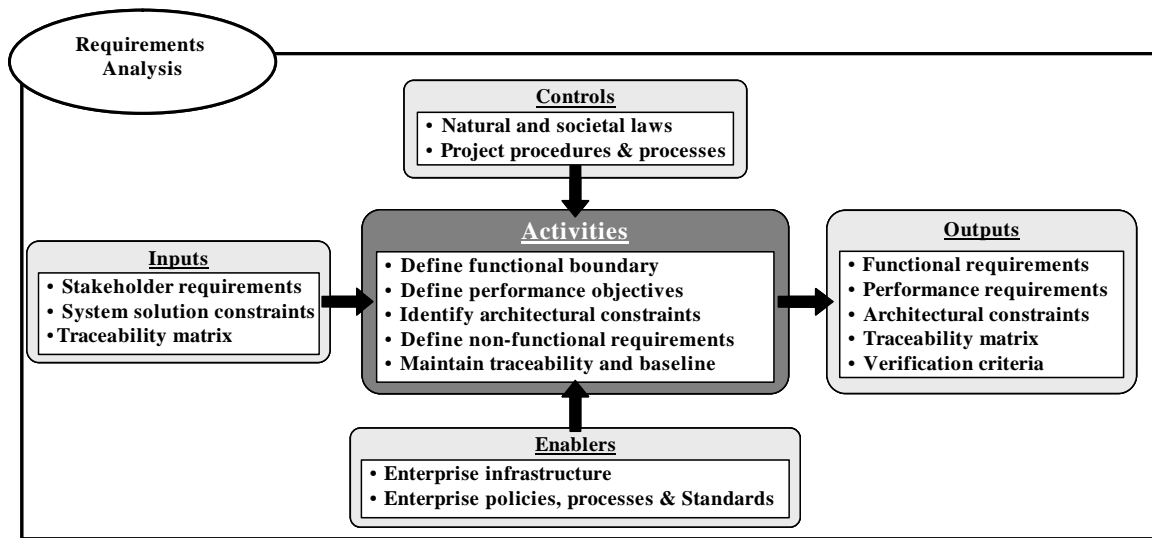 Requirements
Analysis
Controls
• Natural and societal laws
• Project procedures & processes
Inputs
• Stakeholder requirements
• System solution constraints
• Traceability matrix
Activities
• Define functional boundary
• Define performance objectives
• Identify architectural constraints
• Define non-functional requirements
• Maintain traceability and baseline
Outputs
• Functional requirements
• Performance requirements
• Architectural constraints
• Traceability matrix
• Verification criteria
Enablers
• Enterprise infrastructure
• Enterprise policies, processes & Standards